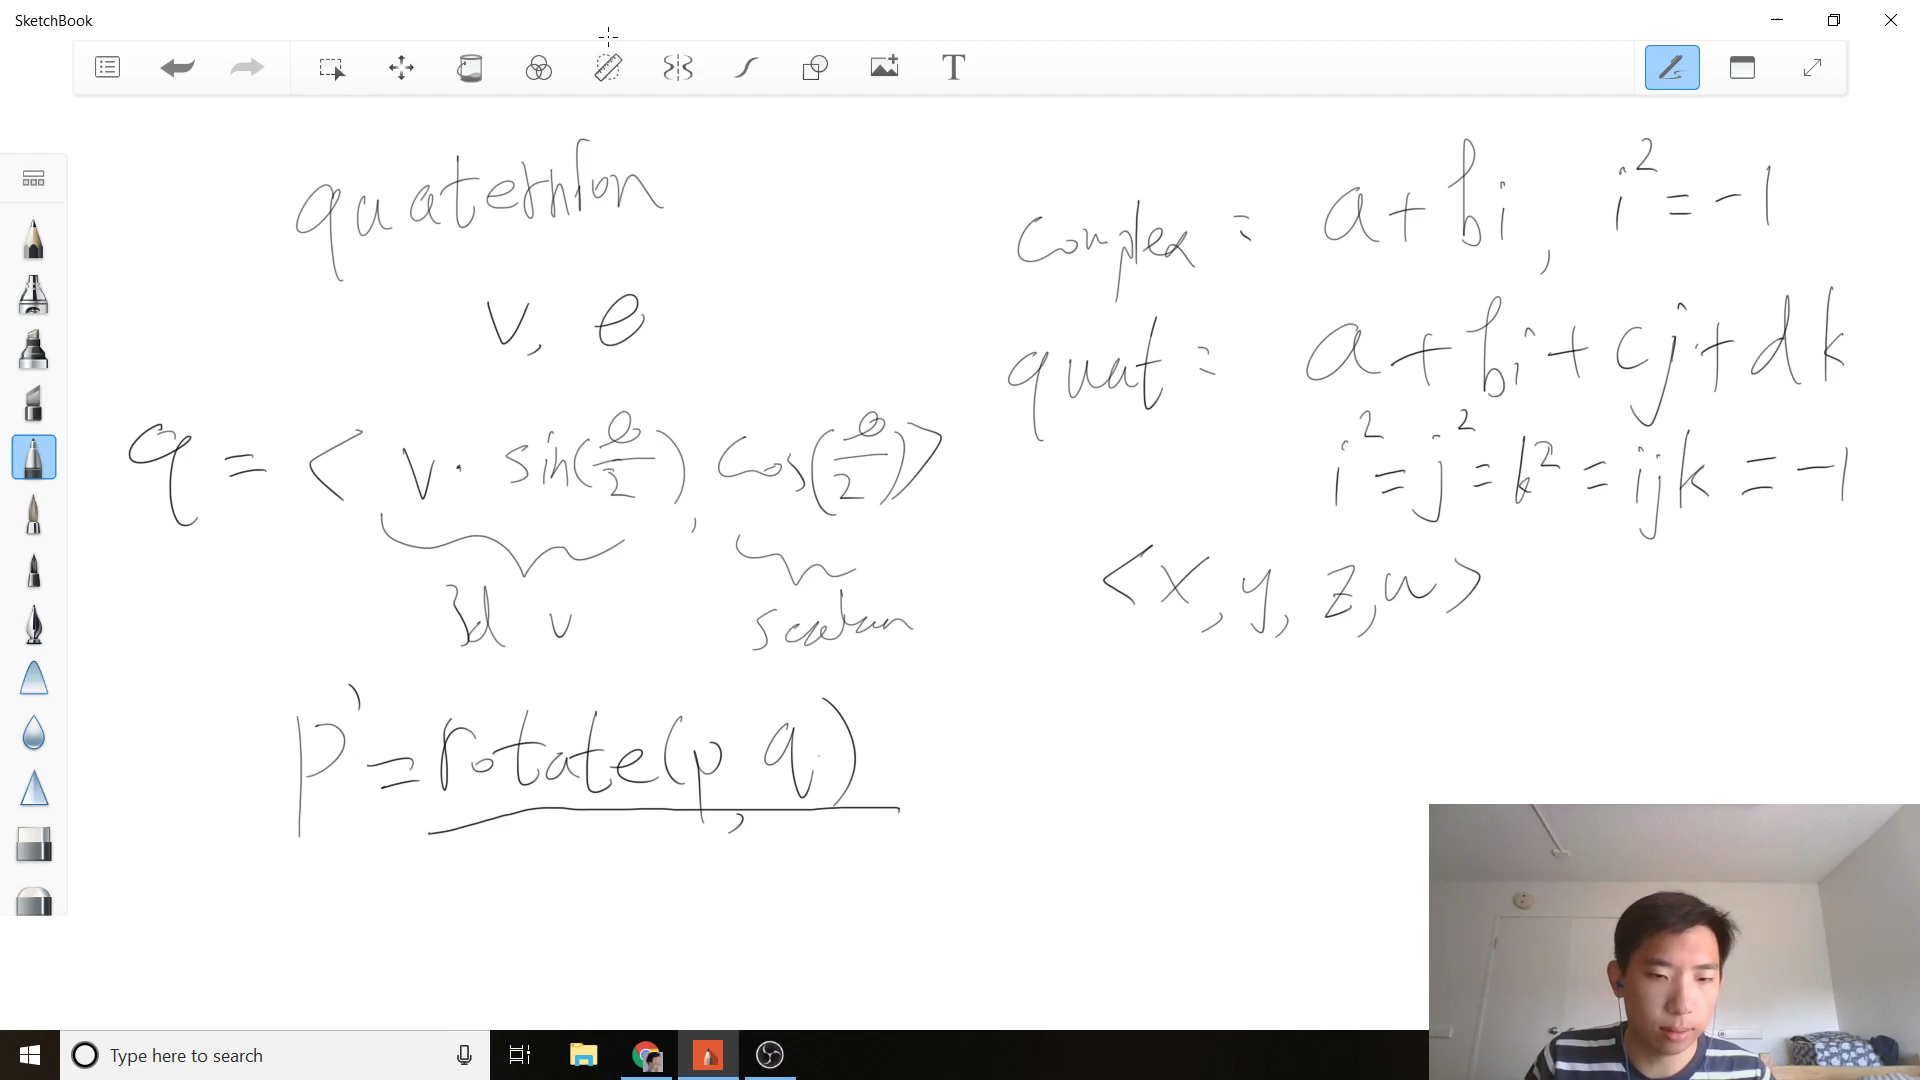 SketchBook
T
quaternion
v, θ
q = < v · sin(θ/2), cos(θ/2)>
3d v
scalar
p' = rotate(p, q)
complex: a + bi, i² = -1
quat: a + bi + cj + dk
i² = j² = k² = ijk = -1
<x, y, z, w>
Type here to search